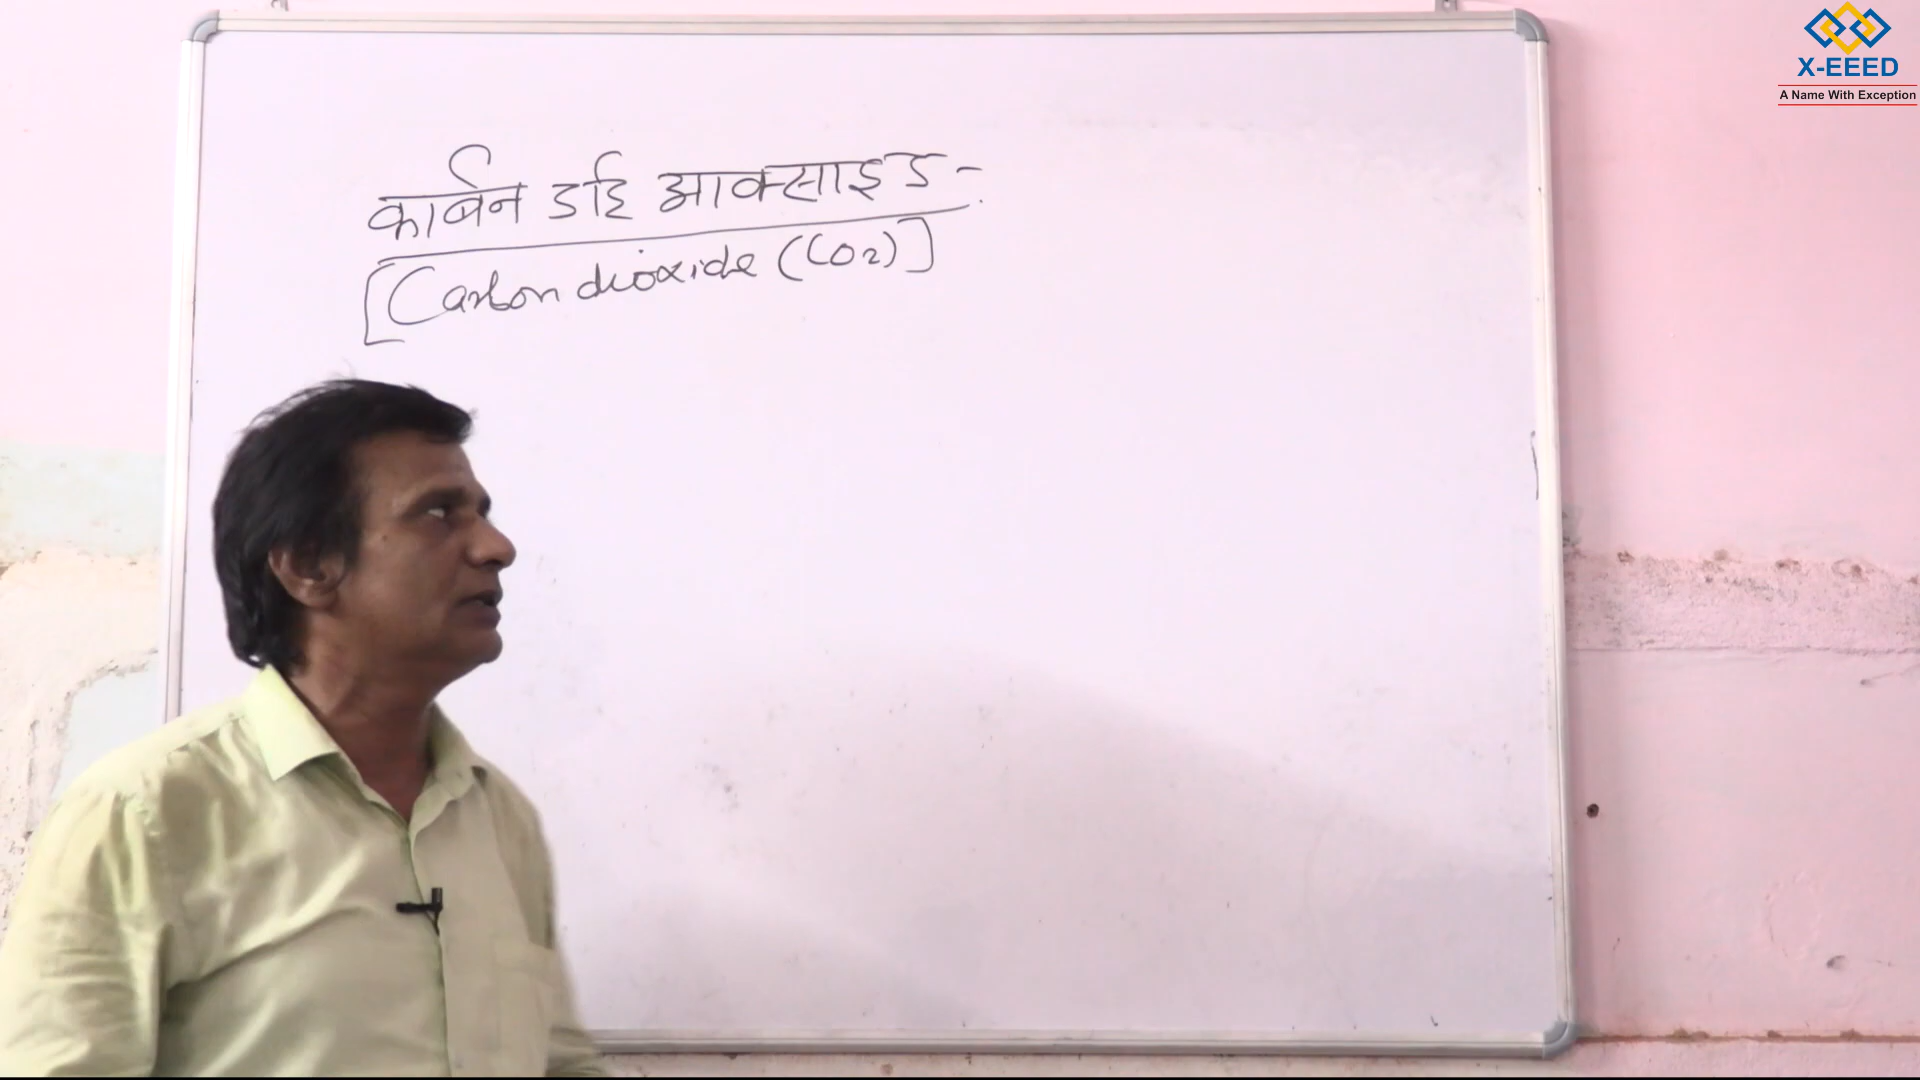 कार्बन डाई आक्साइड -
[Carbon dioxide (CO2)]
X-EEED
A Name With Exception